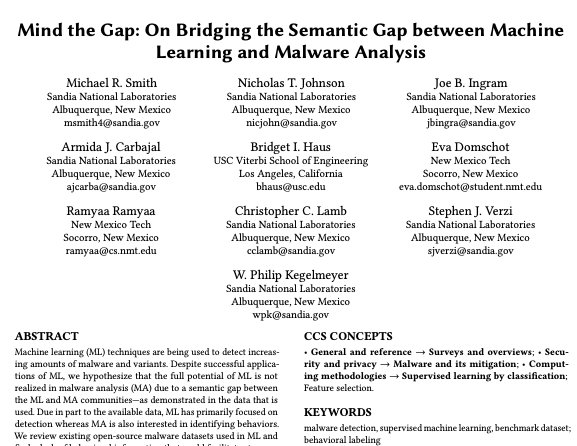 Mind the Gap: On Bridging the Semantic Gap between Machine
Learning and Malware Analysis
Michael R. Smith
Sandia National Laboratories
Albuquerque, New Mexico
msmith4@sandia.gov
Nicholas T. Johnson
Sandia National Laboratories
Albuquerque, New Mexico
nicjohn@sandia.gov
Joe B. Ingram
Sandia National Laboratories
Albuquerque, New Mexico
jbingra@sandia.gov
Armida J. Carbajal
Sandia National Laboratories
Albuquerque, New Mexico
ajcarba@sandia.gov
Bridget I. Haus
USC Viterbi School of Engineering
Los Angeles, California
bhaus@usc.edu
Eva Domschot
New Mexico Tech
Socorro, New Mexico
eva.domschot@student.nmt.edu
Ramyaa Ramyaa
New Mexico Tech
Socorro, New Mexico
ramyaa@cs.nmt.edu
Christopher C. Lamb
Sandia National Laboratories
Albuquerque, New Mexico
cclamb@sandia.gov
Stephen J. Verzi
Sandia National Laboratories
Albuquerque, New Mexico
sjverzi@sandia.gov
W. Philip Kegelmeyer
Sandia National Laboratories
Albuquerque, New Mexico
wpk@sandia.gov
ABSTRACT
Machine learning (ML) techniques are being used to detect increas-
ing amounts of malware and variants. Despite successful applica-
tions of ML, we hypothesize that the full potential of ML is not
realized in malware analysis (MA) due to a semantic gap between
the ML and MA communities—as demonstrated in the data that is
used. Due in part to the available data, ML has primarily focused on
detection whereas MA is also interested in identifying behaviors.
We review existing open-source malware datasets used in ML and
CCS CONCEPTS
• General and reference → Surveys and overviews; • Secu-
rity and privacy → Malware and its mitigation; • Comput-
ing methodologies → Supervised learning by classification;
Feature selection.
KEYWORDS
malware detection, supervised machine learning, benchmark dataset;
behavioral labeling